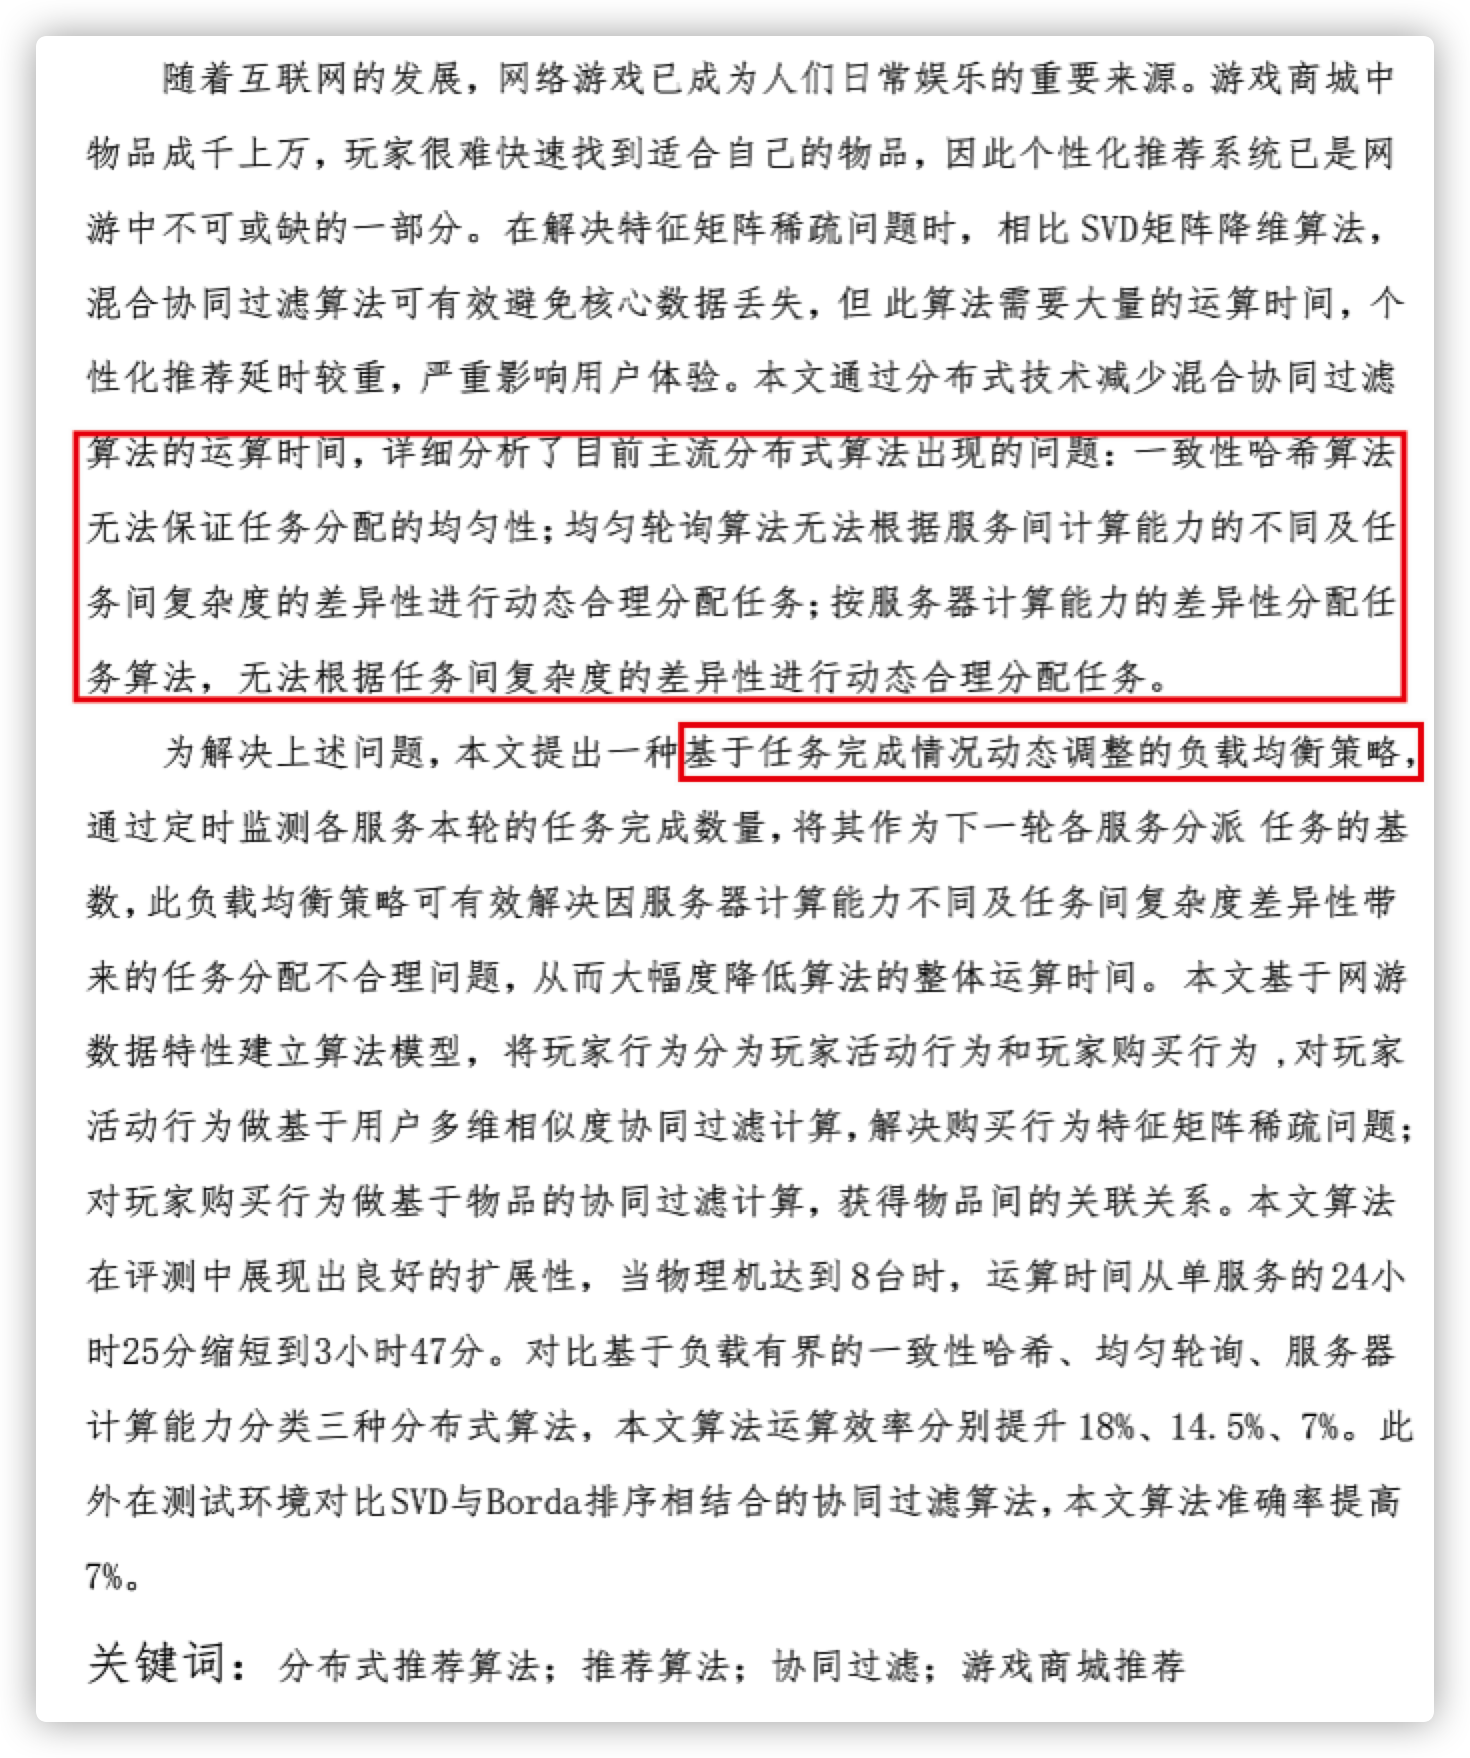 随着互联网的发展，网络游戏已成为人们日常娱乐的重要来源。游戏商城中
物品成千上万，玩家很难快速找到适合自己的物品，因此个性化推荐系统已是网
游中不可或缺的一部分。在解决特征矩阵稀疏问题时，相比 SVD矩阵降维算法，
混合协同过滤算法可有效避免核心数据丢失，但 此算法需要大量的运算时间，个
性化推荐延时较重，严重影响用户体验。本文通过分布式技术减少混合协同过滤
算法的运算时间，详细分析了目前主流分布式算法出现的问题：一致性哈希算法
无法保证任务分配的均匀性；均匀轮询算法无法根据服务间计算能力的不同及任
务间复杂度的差异性进行动态合理分配任务；按服务器计算能力的差异性分配任
务算法，无法根据任务间复杂度的差异性进行动态合理分配任务。
为解决上述问题，本文提出一种基于任务完成情况动态调整的负载均衡策略，
通过定时监测各服务本轮的任务完成数量，将其作为下一轮各服务分派 任务的基
数，此负载均衡策略可有效解决因服务器计算能力不同及任务间复杂度差异性带
来的任务分配不合理问题，从而大幅度降低算法的整体运算时间。 本文基于网游
数据特性建立算法模型，将玩家行为分为玩家活动行为和玩家购买行为 ,对玩家
活动行为做基于用户多维相似度协同过滤计算，解决购买行为特征矩阵稀疏问题；
对玩家购买行为做基于物品的协同过滤计算，获得物品间的关联关系。本文算法
在评测中展现出良好的扩展性，当物理机达到8台时，运算时间从单服务的24小
时25分缩短到3小时47分。对比基于负载有界的一致性哈希、均匀轮询、服务器
计算能力分类三种分布式算法，本文算法运算效率分别提升 18%、14.5%、7%。此
外在测试环境对比SVD与Borda排序相结合的协同过滤算法，本文算法准确率提高
7%。
关键词：分布式推荐算法；推荐算法；协同过滤；游戏商城推荐